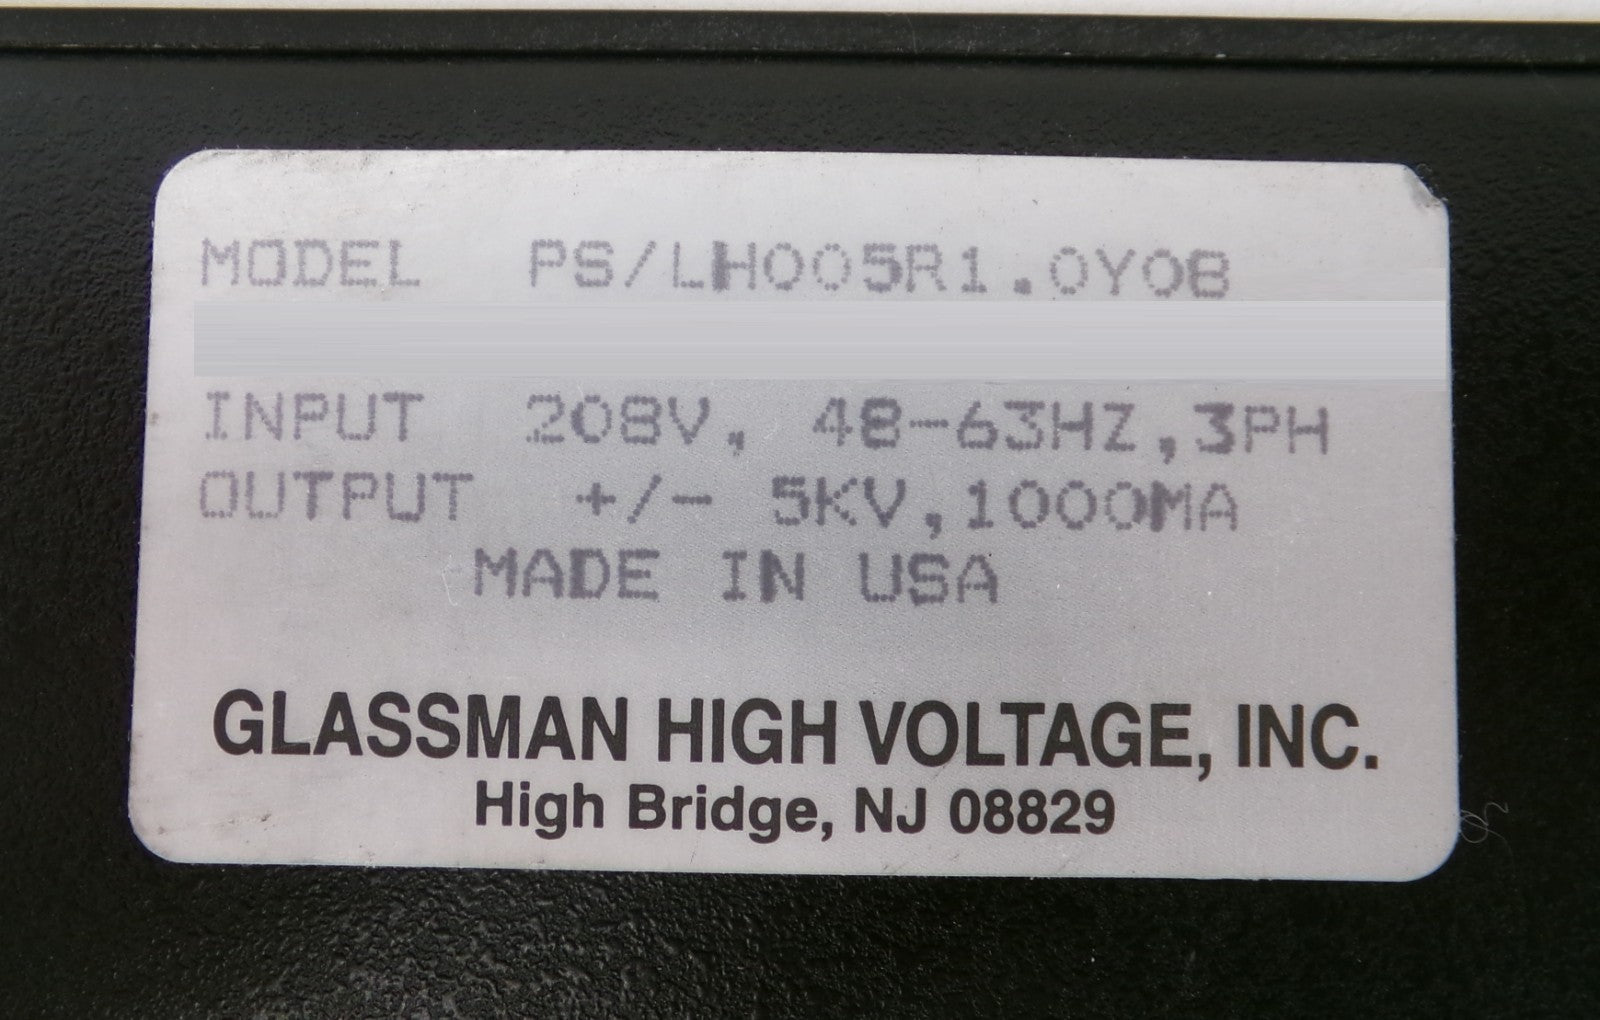 MODEL PS/LH005R1.0Y08
INPUT 208V, 48-63HZ,3PH
OUTPUT +/- 5KV,1000MA
MADE IN USA
GLASSMAN HIGH VOLTAGE, INC.
High Bridge, NJ 08829